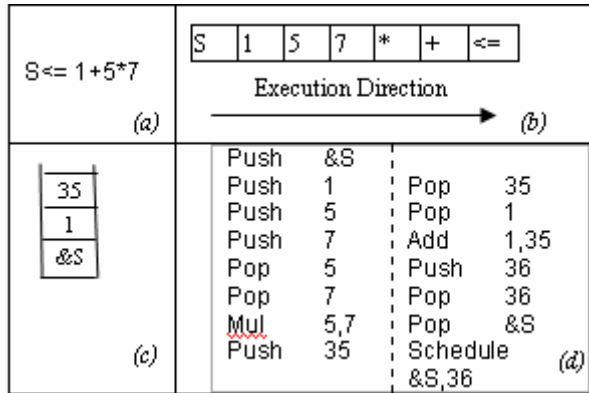 S<= 1+5*7
(a)
S 1 5 7 * + <=
Execution Direction
(b)
35
1
&S
(c)
Push &S
Push 1
Push 5
Push 7
Pop 5
Pop 7
Mul 5,7
Push 35
Pop 35
Pop 1
Add 1,35
Push 36
Pop 36
Pop &S
Schedule
&S,36
(d)